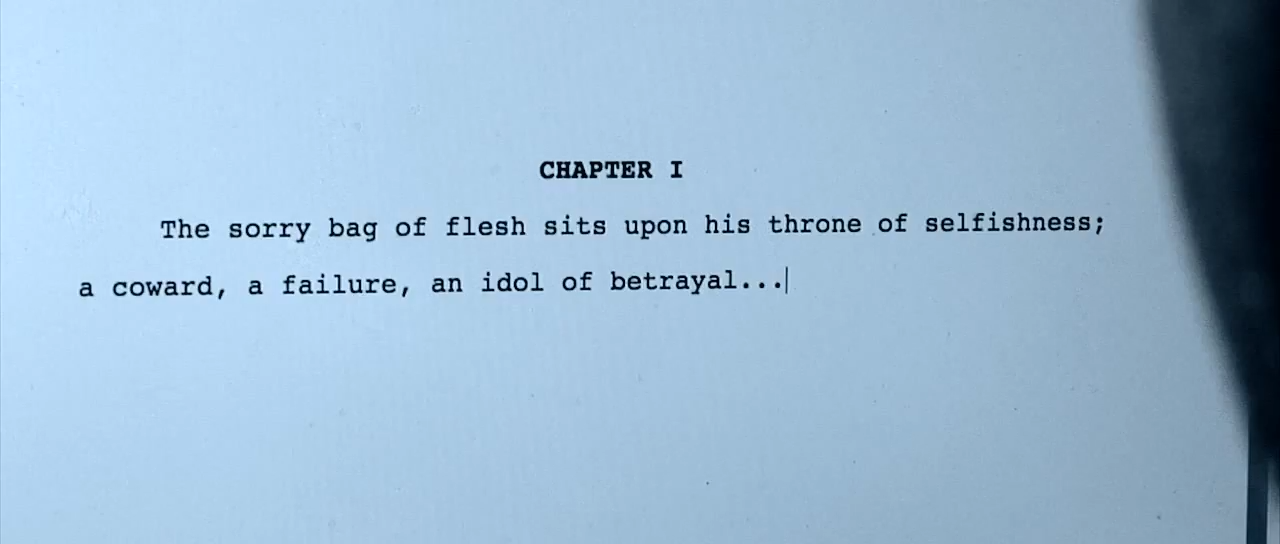 CHAPTER I
The sorry bag of flesh sits upon his throne of selfishness;
a coward, a failure, an idol of betrayal...